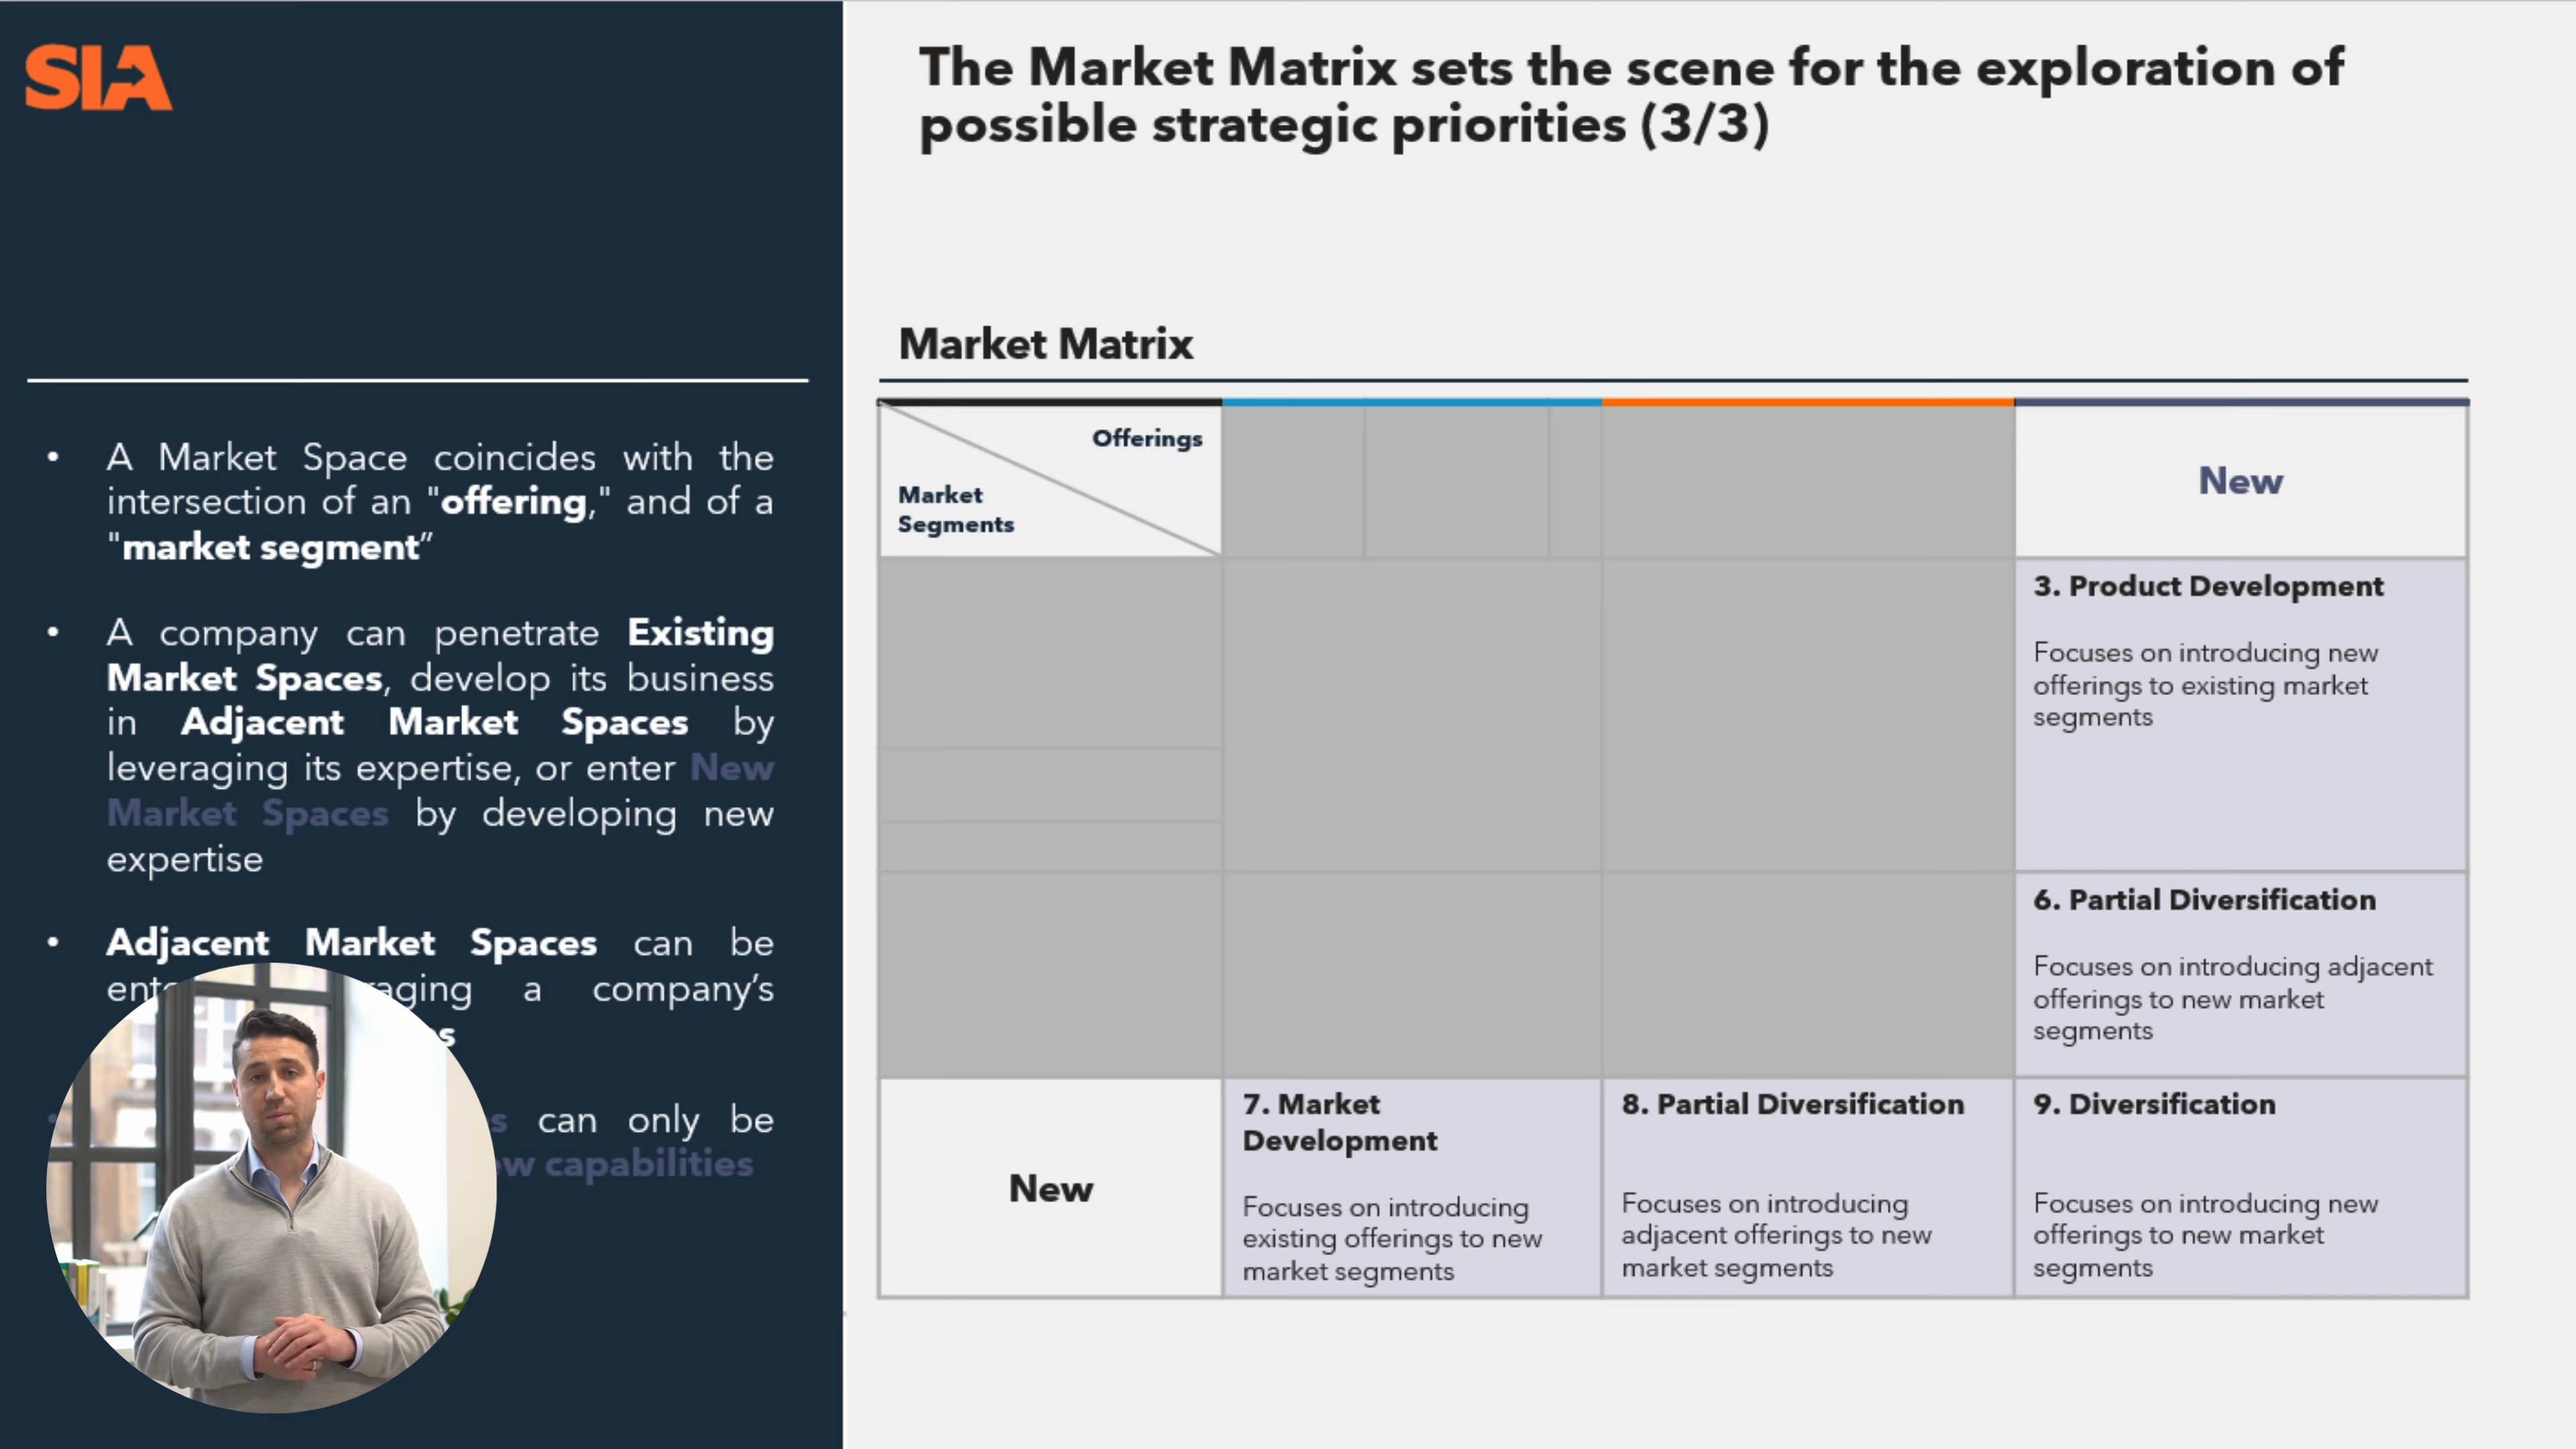 SIA
The Market Matrix sets the scene for the exploration of
possible strategic priorities (3/3)
• A Market Space coincides with the
intersection of an "offering," and of a
"market segment”
• A company can penetrate Existing
Market Spaces, develop its business
in Adjacent Market Spaces by
leveraging its expertise, or enter New
Market Spaces by developing new
expertise
• Adjacent Market Spaces can be
a company’s
can only be
capabilities
Market Matrix
Offerings
Market
Segments
New
3. Product Development
Focuses on introducing new
offerings to existing market
segments
6. Partial Diversification
Focuses on introducing adjacent
offerings to new market
segments
New
7. Market
Development
Focuses on introducing
existing offerings to new
market segments
8. Partial Diversification
Focuses on introducing
adjacent offerings to new
market segments
9. Diversification
Focuses on introducing new
offerings to new market
segments